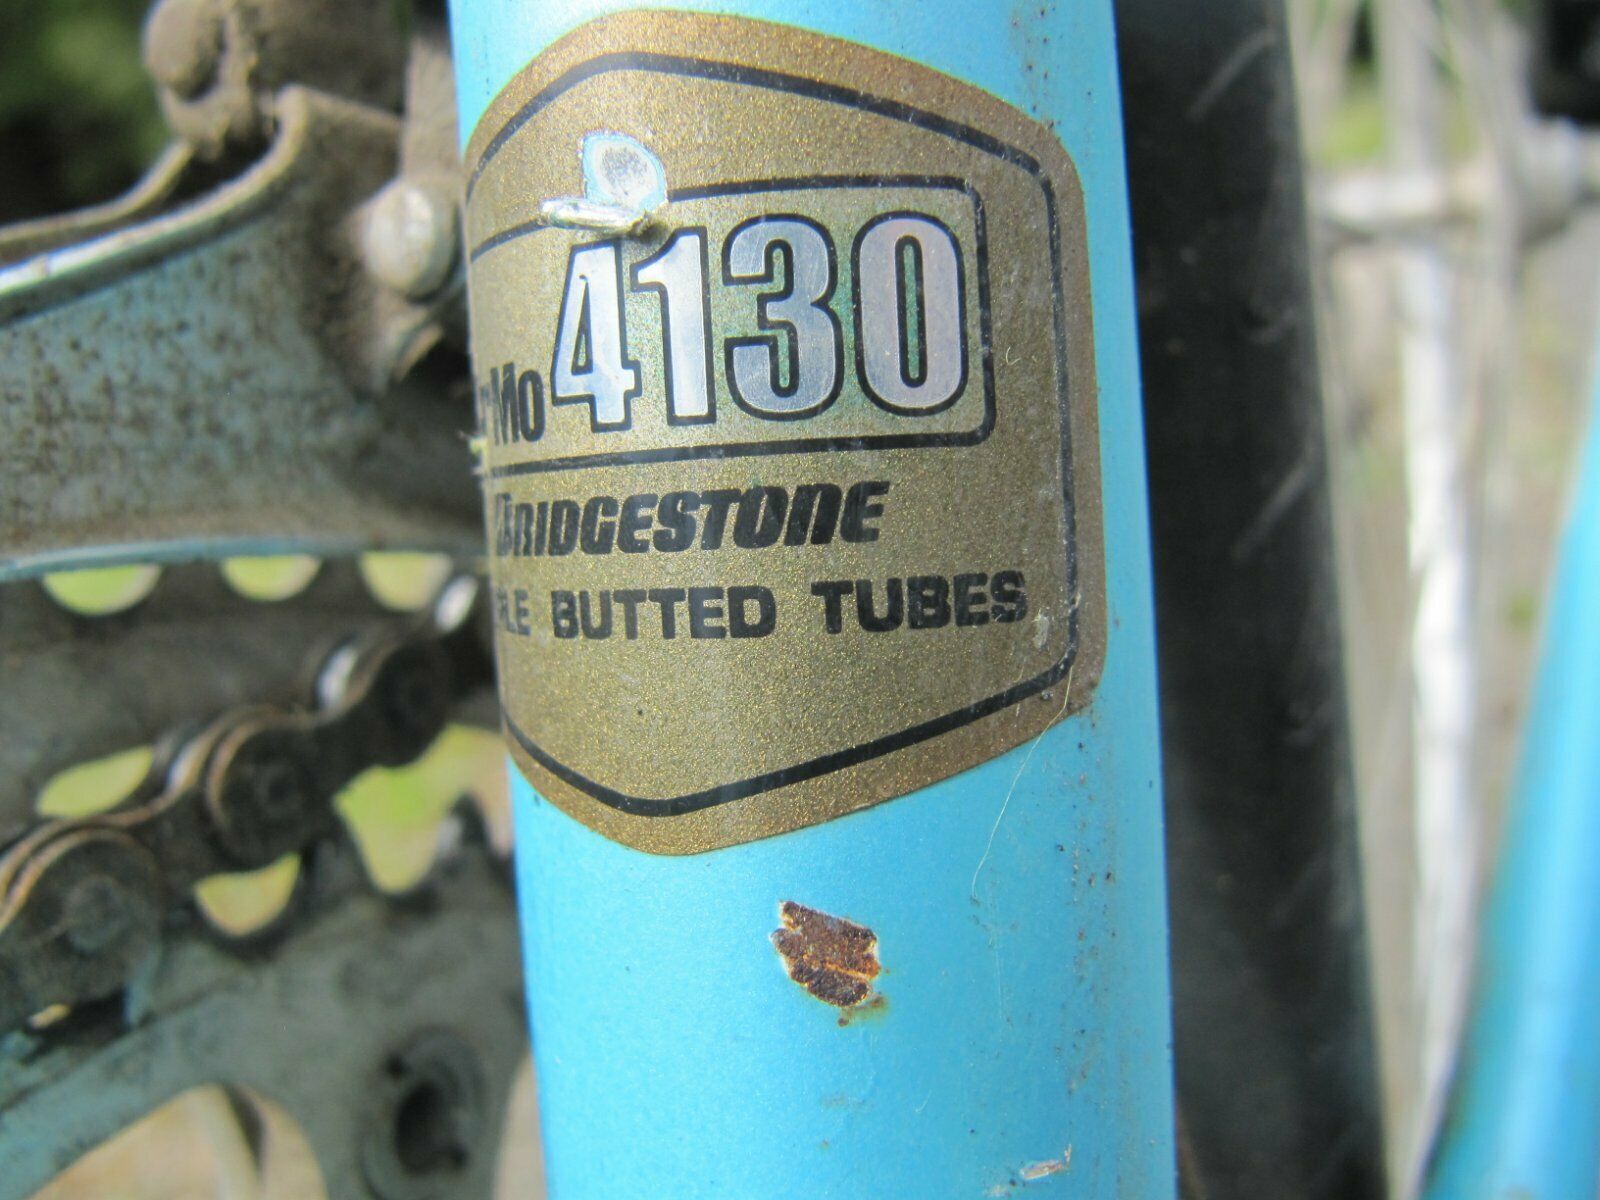 Mo 4130
BRIDGESTONE
BUTTED TUBES